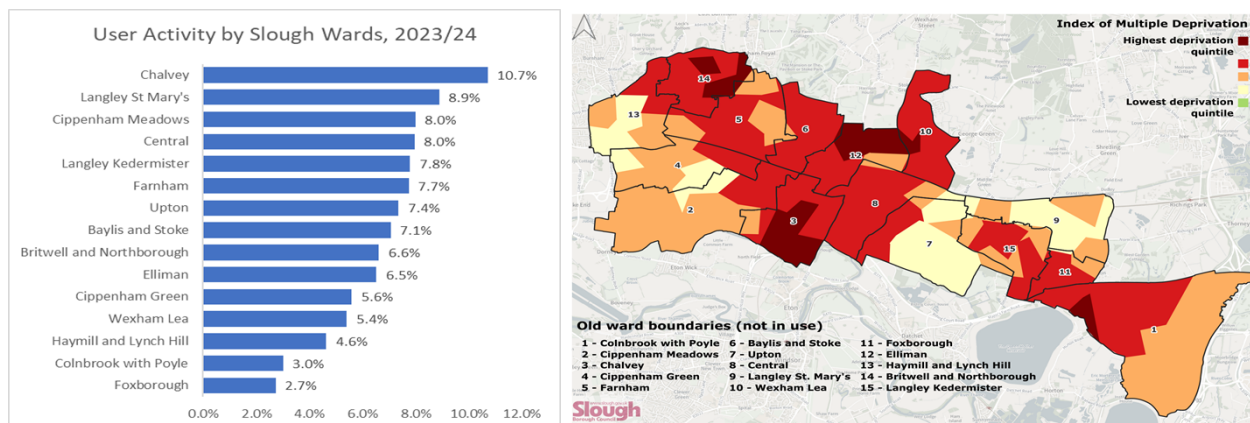 User Activity by Slough Wards, 2023/24
Chalvey 10.7%
Langley St Mary's 8.9%
Cippenham Meadows 8.0%
Central 8.0%
Langley Kedermister 7.8%
Farnham 7.7%
Upton 7.4%
Baylis and Stoke 7.1%
Britwell and Northborough 6.6%
Elliman 6.5%
Cippenham Green 5.6%
Wexham Lea 5.4%
Haymill and Lynch Hill 4.6%
Colnbrook with Poyle 3.0%
Foxborough 2.7%
0.0% 2.0% 4.0% 6.0% 8.0% 10.0% 12.0%
Index of Multiple Deprivation
Highest deprivation
quintile
Lowest deprivation
quintile
14
13
5
6
10
12
4
2
3
8
7
9
15
11
1
Old ward boundaries (not in use)
1 - Colnbrook with Poyle 6 - Baylis and Stoke 11 - Foxborough
2 - Cippenham Meadows 7 - Upton 12 - Elliman
3 - Chalvey 8 - Central 13 - Haymill and Lynch Hill
4 - Cippenham Green 9 - Langley St. Mary's 14 - Britwell and Northborough
5 - Farnham 10 - Wexham Lea 15 - Langley Kedermister
Slough
Borough Council